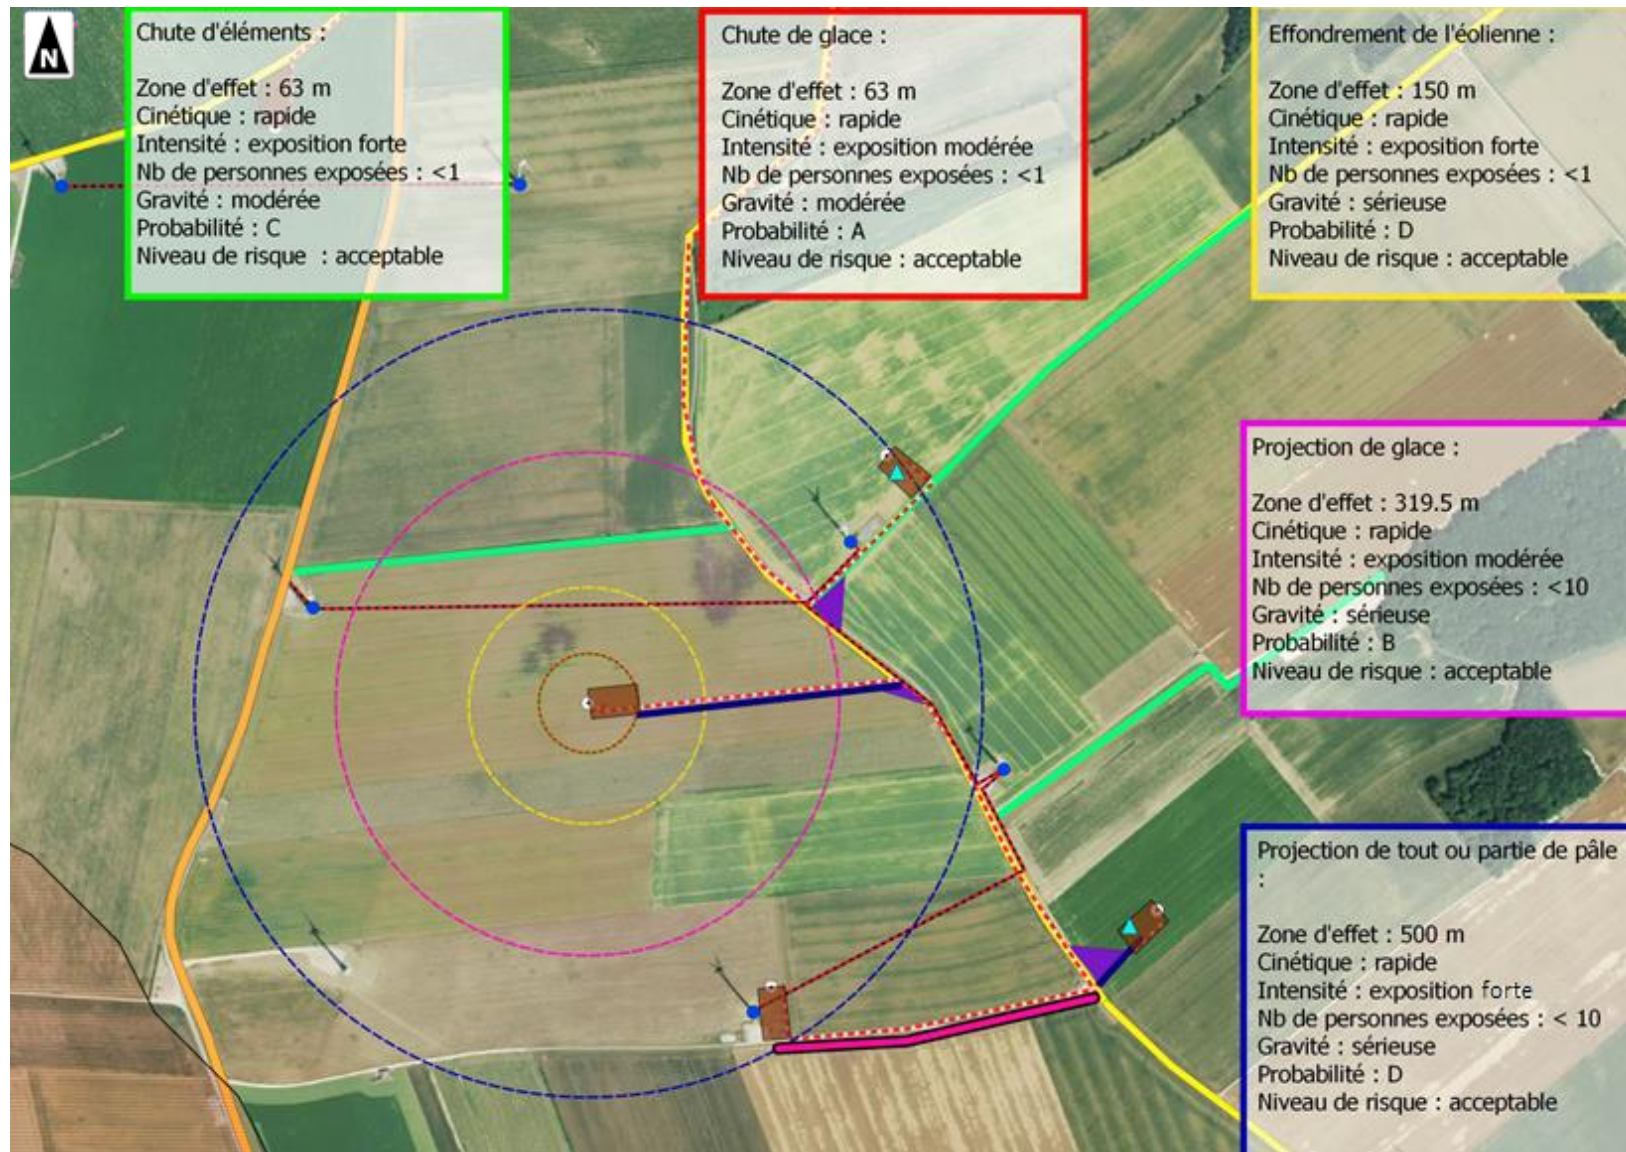 N
Chute d'éléments :
Zone d'effet : 63 m
Cinétique : rapide
Intensité : exposition forte
Nb de personnes exposées : <1
Gravité : modérée
Probabilité : C
Niveau de risque  : acceptable
Chute de glace :
Zone d'effet : 63 m
Cinétique : rapide
Intensité : exposition modérée
Nb de personnes exposées : <1
Gravité : modérée
Probabilité : A
Niveau de risque : acceptable
Effondrement de l'éolienne :
Zone d'effet : 150 m
Cinétique : rapide
Intensité : exposition forte
Nb de personnes exposées : <1
Gravité : sérieuse
Probabilité : D
Niveau de risque : acceptable
Projection de glace :
Zone d'effet : 319.5 m
Cinétique : rapide
Intensité : exposition modérée
Nb de personnes exposées : <10
Gravité : sérieuse
Probabilité : B
Niveau de risque : acceptable
Projection de tout ou partie de pâle
:
Zone d'effet : 500 m
Cinétique : rapide
Intensité : exposition forte
Nb de personnes exposées : < 10
Gravité : sérieuse
Probabilité : D
Niveau de risque : acceptable